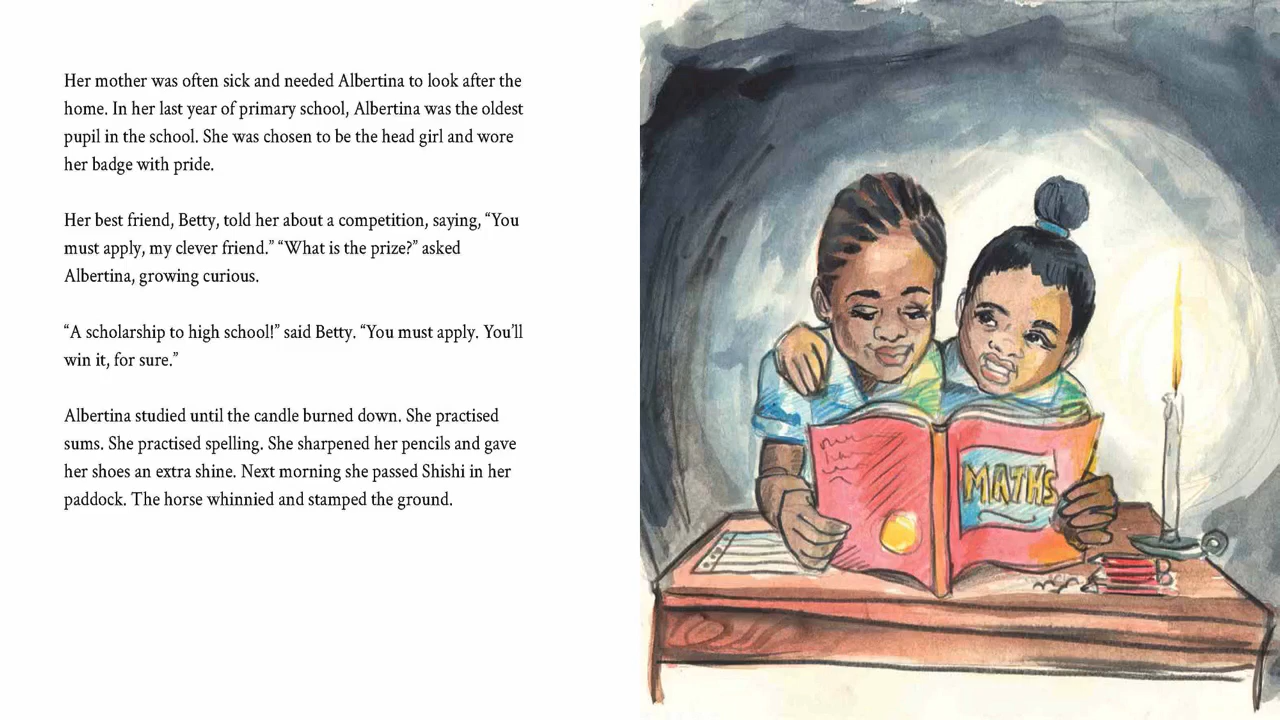 Her mother was often sick and needed Albertina to look after the
home. In her last year of primary school, Albertina was the oldest
pupil in the school. She was chosen to be the head girl and wore
her badge with pride.
Her best friend, Betty, told her about a competition, saying, “You
must apply, my clever friend.” “What is the prize?” asked
Albertina, growing curious.
“A scholarship to high school!” said Betty. “You must apply. You’ll
win it, for sure.”
Albertina studied until the candle burned down. She practised
sums. She practised spelling. She sharpened her pencils and gave
her shoes an extra shine. Next morning she passed Shishi in her
paddock. The horse whinnied and stamped the ground.
MATHS